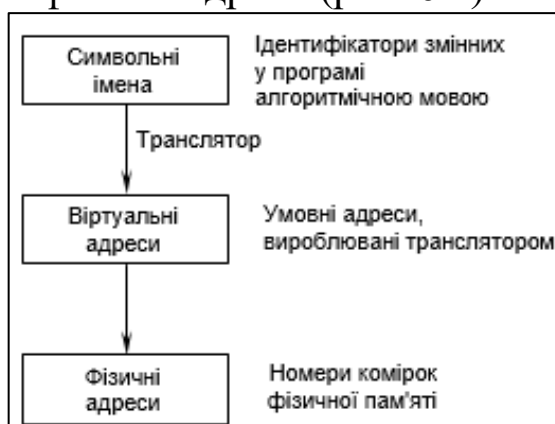 Символьні
імена
Ідентифікатори змінних
у програмі
алгоритмічною мовою
Транслятор
Віртуальні
адреси
Умовні адреси,
вироблювані транслятором
Фізичні
адреси
Номери комірок
фізичної пам'яті